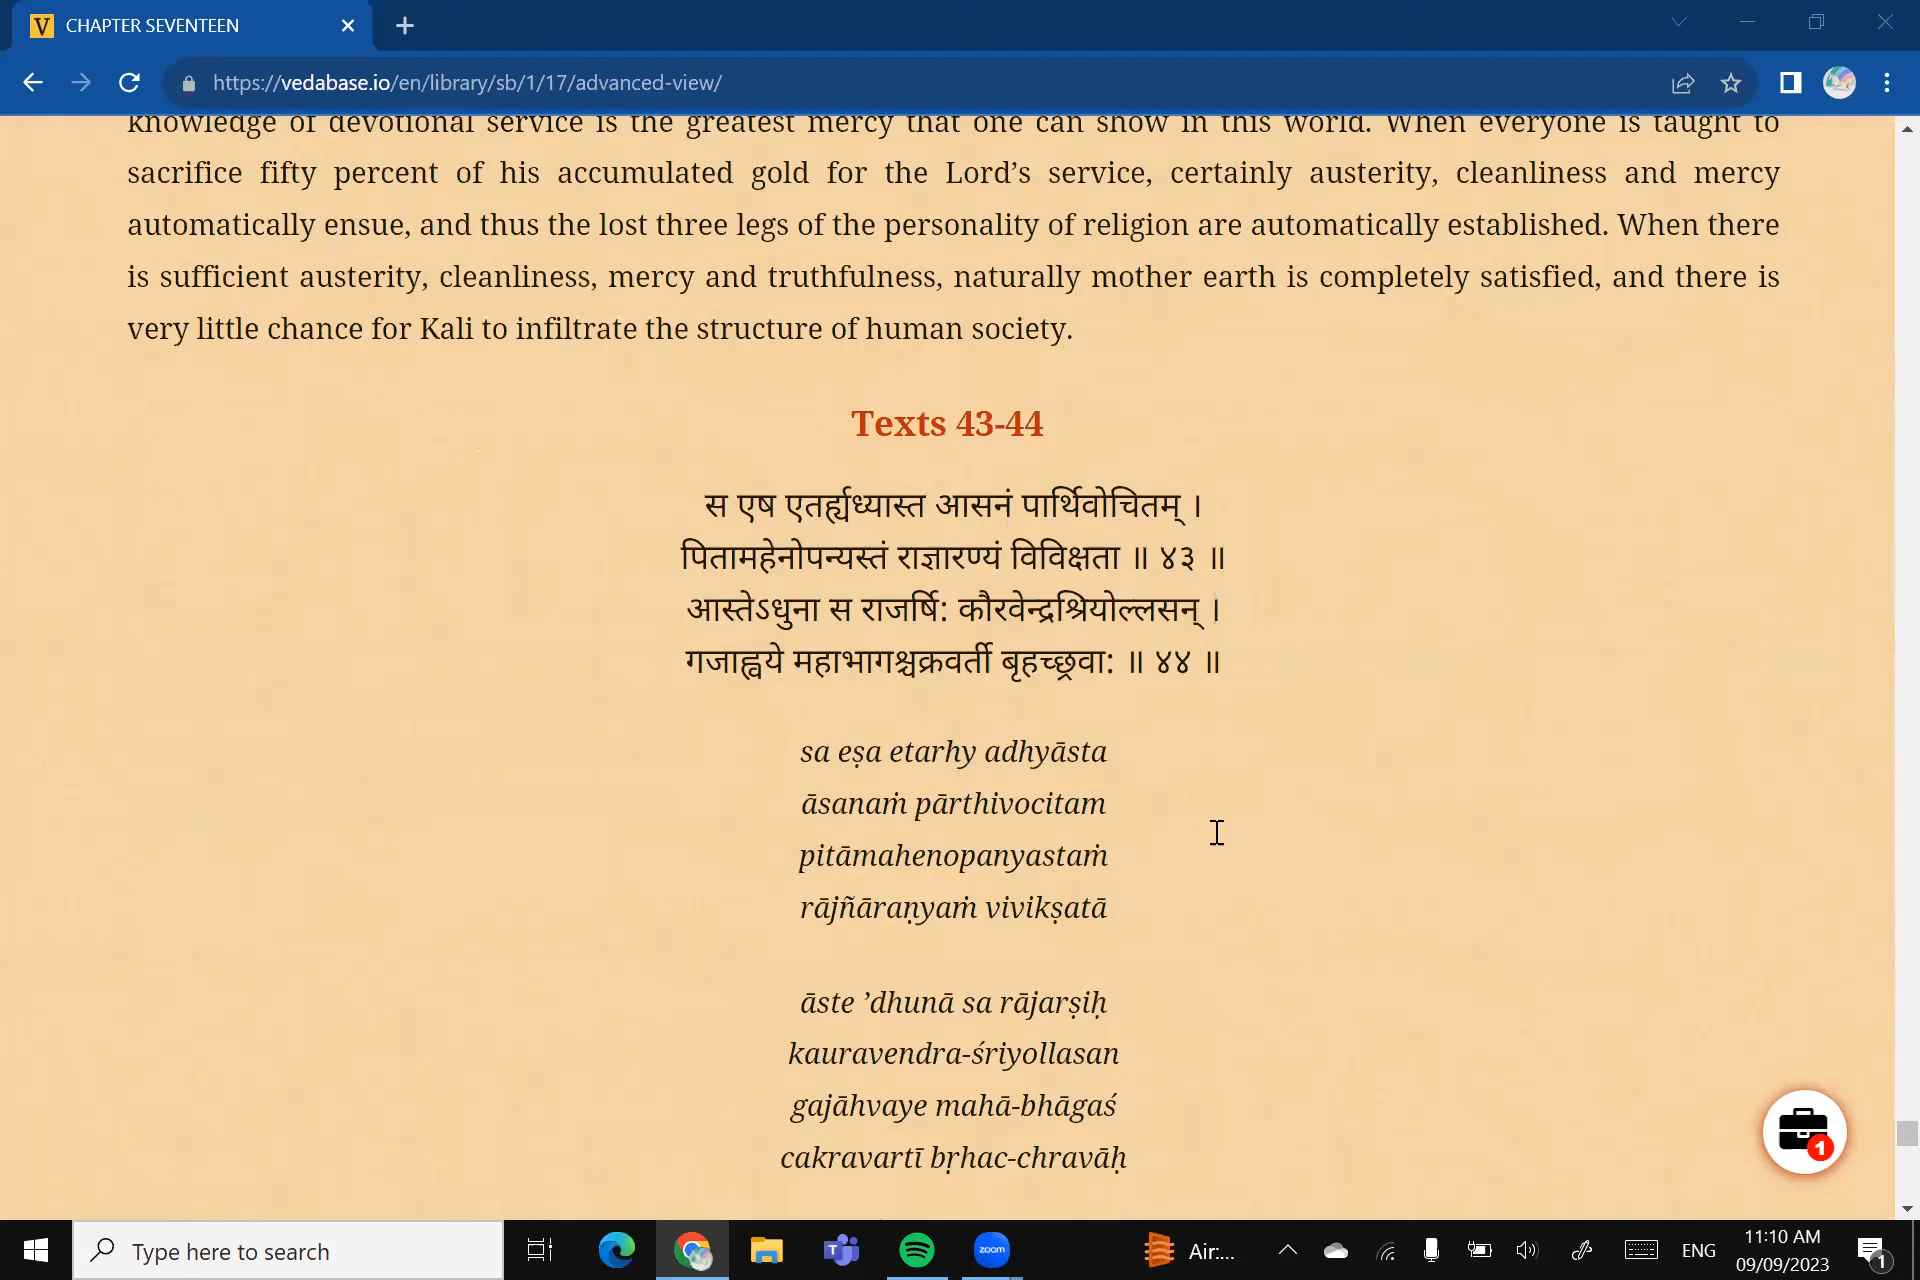 CHAPTER SEVENTEEN
https://vedabase.io/en/library/sb/1/17/advanced-view/
knowledge of devotional service is the greatest mercy that one can show in this world. When everyone is taught to
sacrifice fifty percent of his accumulated gold for the Lord’s service, certainly austerity, cleanliness and mercy
automatically ensue, and thus the lost three legs of the personality of religion are automatically established. When there
is sufficient austerity, cleanliness, mercy and truthfulness, naturally mother earth is completely satisfied, and there is
very little chance for Kali to infiltrate the structure of human society.
Texts 43-44
स एष एतर्ह्यध्यास्त आसनं पार्थिवोचितम् ।
पितामहेनोपन्यस्तं राज्ञारण्यं विविक्षता ॥ ४३ ॥
आस्तेऽधुना स राजर्षि: कौरवेन्द्रश्रियोल्लसन् ।
गजाह्वये महाभागश्चक्रवर्ती बृहच्छ्रवा: ॥ ४४ ॥
sa eṣa etarhy adhyāsta
āsanaṁ pārthivocitam
pitāmahenopanyastaṁ
rājñāraṇyaṁ vivikṣatā
āste ’dhunā sa rājarṣiḥ
kauravendra-śriyollasan
gajāhvaye mahā-bhāgaś
cakravartī bṛhac-chravāḥ
1
Type here to search
zoom
Air:...
ENG
11:10 AM
09/09/2023
1